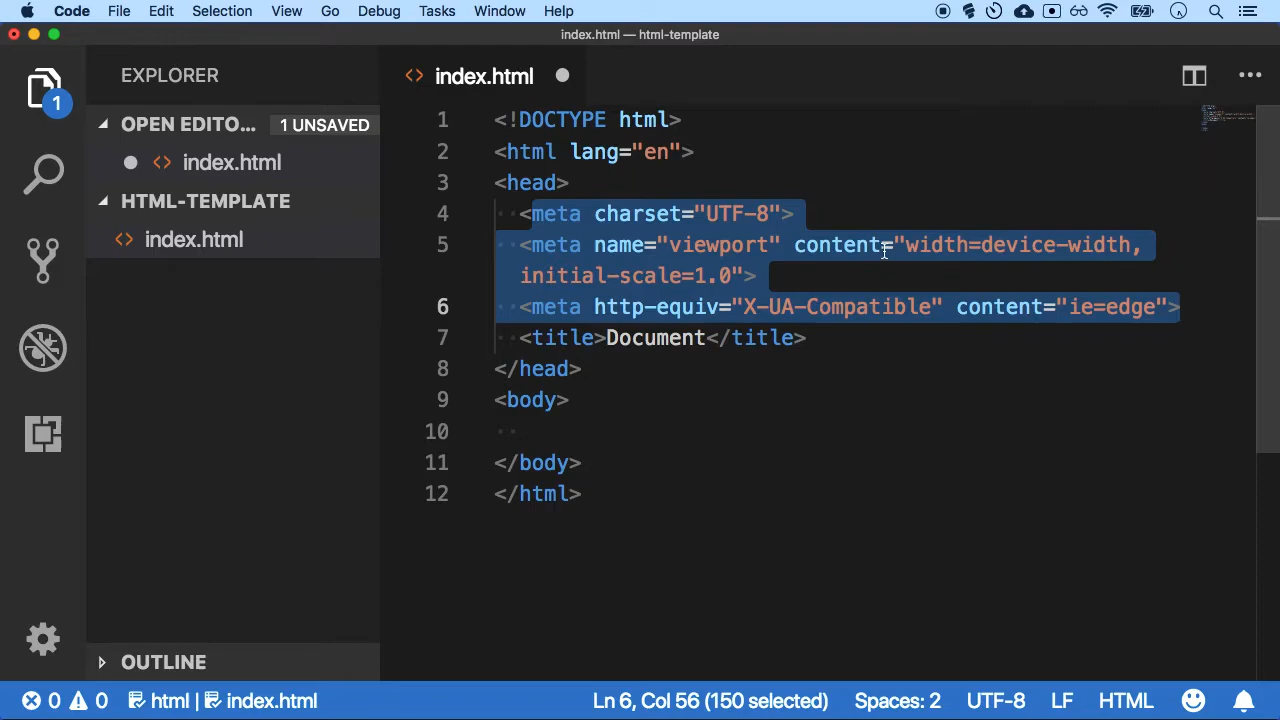 Code File Edit Selection View Go Debug Tasks Window Help
index.html — html-template
EXPLORER
index.html
1
OPEN EDITO... 1 UNSAVED
index.html
HTML-TEMPLATE
index.html
1 <!DOCTYPE html>
2 <html lang="en">
3 <head>
4 <meta charset="UTF-8">
5 <meta name="viewport" content="width=device-width,
initial-scale=1.0">
6 <meta http-equiv="X-UA-Compatible" content="ie=edge">
7 <title>Document</title>
8 </head>
9 <body>
10
11 </body>
12 </html>
OUTLINE
0 0 html | index.html Ln 6, Col 56 (150 selected) Spaces: 2 UTF-8 LF HTML